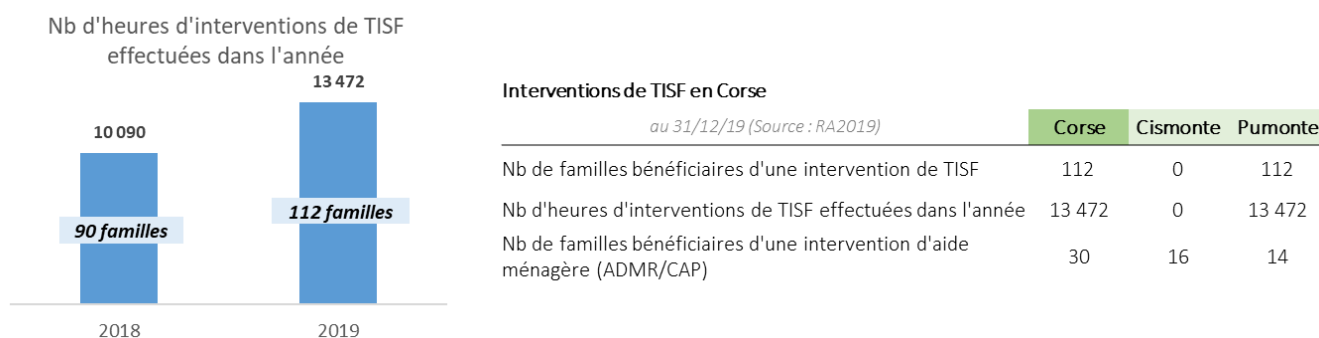 Nb d'heures d'interventions de TISF
effectuées dans l'année
13 472
10 090
112 familles
90 familles
2018 2019
Interventions de TISF en Corse
au 31/12/19 (Source : RA2019) Corse Cismonte Pumonte
Nb de familles bénéficiaires d'une intervention de TISF 112 0 112
Nb d'heures d'interventions de TISF effectuées dans l'année 13 472 0 13 472
Nb de familles bénéficiaires d'une intervention d'aide
ménagère (ADMR/CAP) 30 16 14